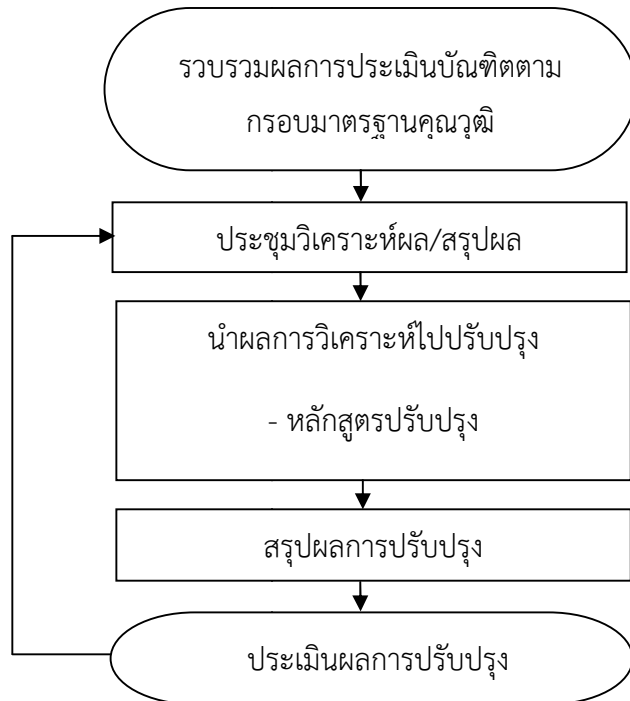 รวบรวมผลการประเมินบัณฑิตตาม
กรอบมาตรฐานคุณวุฒิ
ประชุมวิเคราะห์ผล/สรุปผล
นำผลการวิเคราะห์ไปปรับปรุง
- หลักสูตรปรับปรุง
สรุปผลการปรับปรุง
ประเมินผลการปรับปรุง